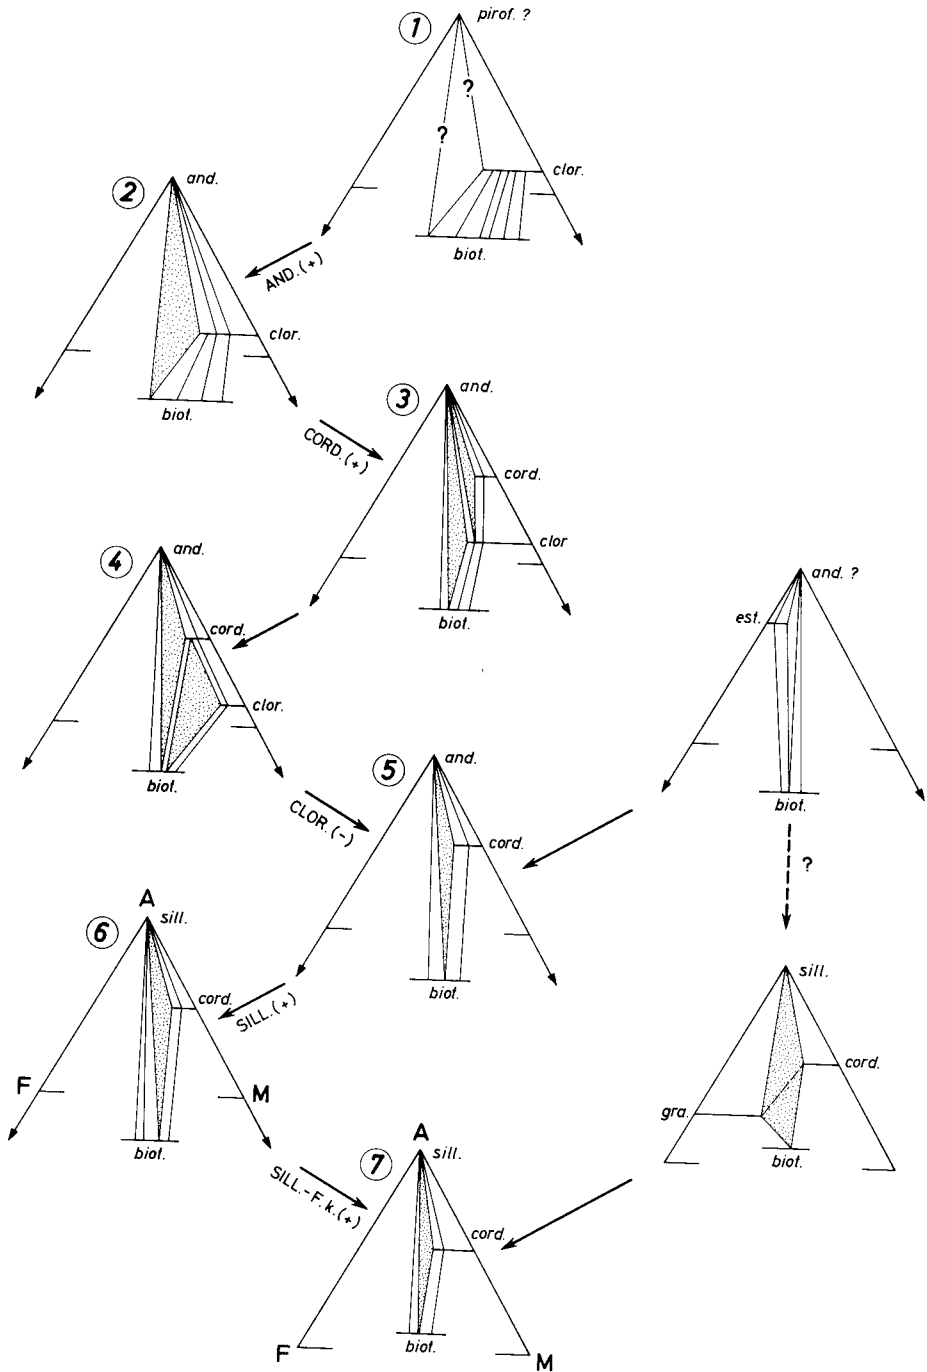 1
pirof. ?
?
?
clor.
biot.
2
and.
clor.
biot.
AND. (+)
3
and.
cord.
clor
biot.
CORD. (+)
4
and.
cord.
clor.
biot.
and. ?
est.
biot.
5
and.
cord.
biot.
CLOR. (-)
?
6
A
sill.
cord.
F
M
biot.
SILL. (+)
sill.
cord.
gra.
biot.
7
A
sill.
cord.
biot.
F
M
SILL.-F.k. (+)